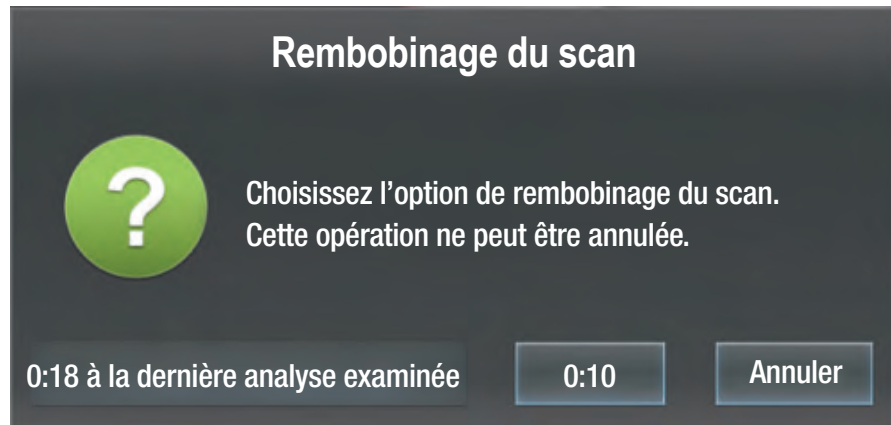 Rembobinage du scan
?
Choisissez l’option de rembobinage du scan.
Cette opération ne peut être annulée.
0:18 à la dernière analyse examinée
0:10
Annuler